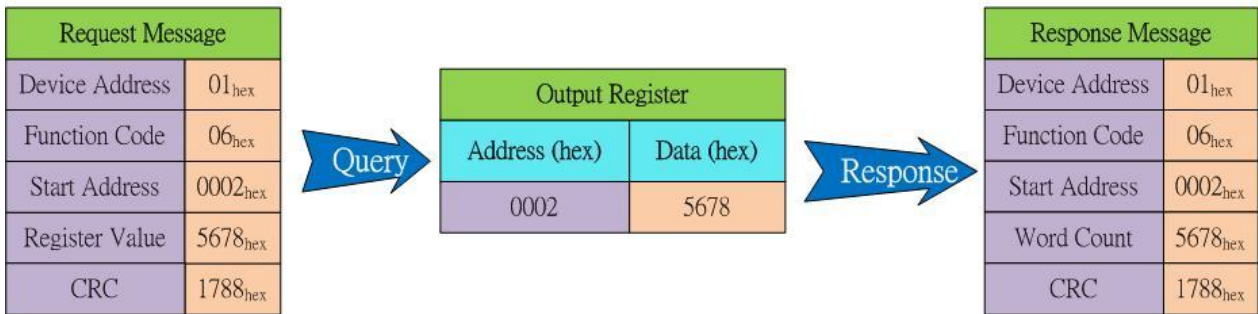 Request Message
Device Address 01hex
Function Code 06hex
Start Address 0002hex
Register Value 5678hex
CRC 1788hex
Query
Output Register
Address (hex) Data (hex)
0002 5678
Response
Response Message
Device Address 01hex
Function Code 06hex
Start Address 0002hex
Word Count 5678hex
CRC 1788hex